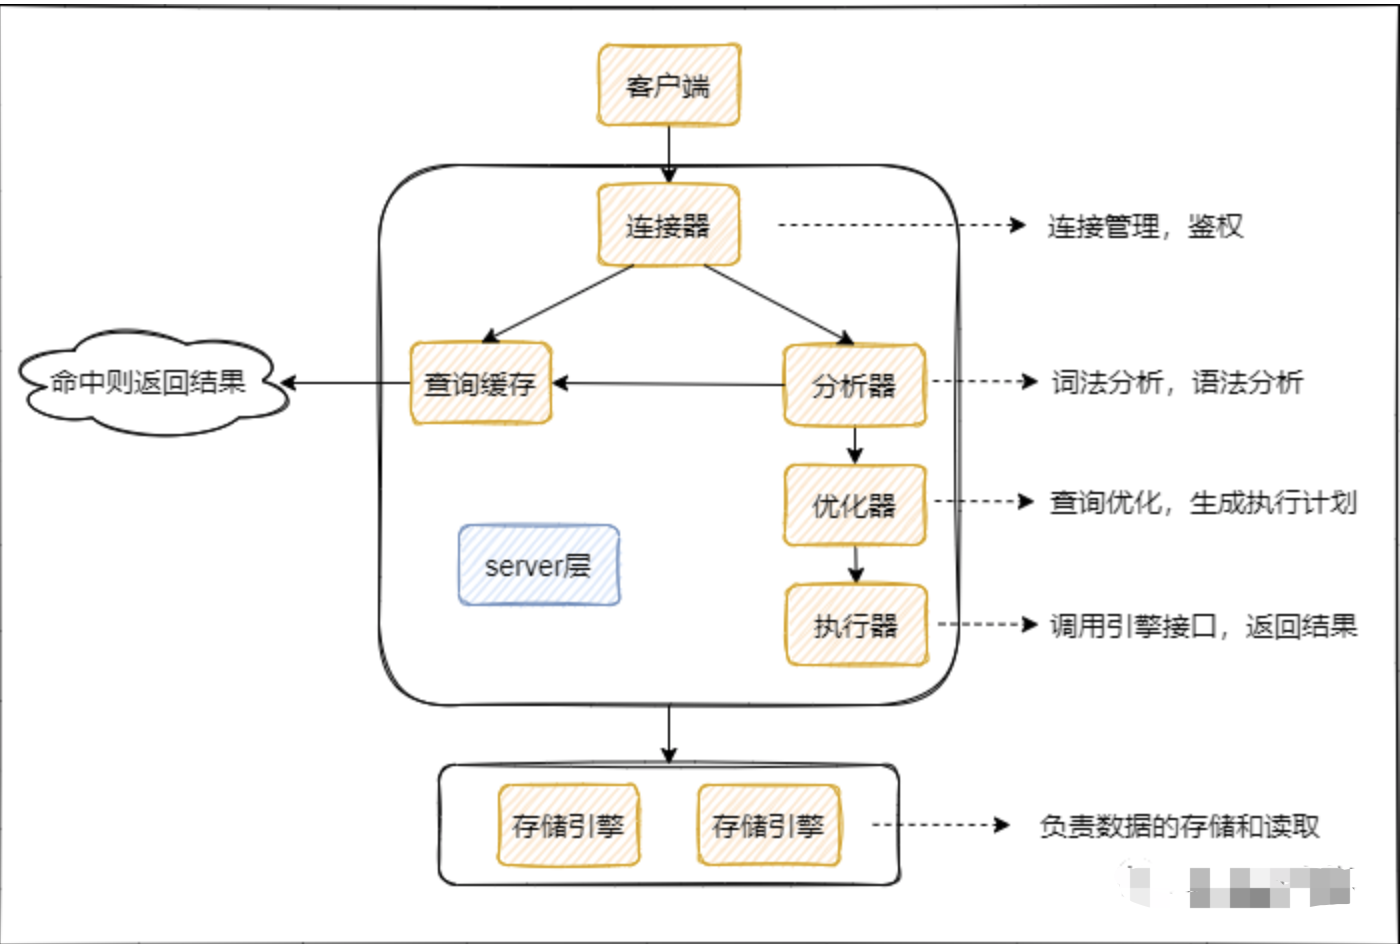 客户端
连接器
连接管理，鉴权
命中则返回结果
查询缓存
分析器
词法分析，语法分析
优化器
查询优化，生成执行计划
server层
执行器
调用引擎接口，返回结果
存储引擎
存储引擎
负责数据的存储和读取